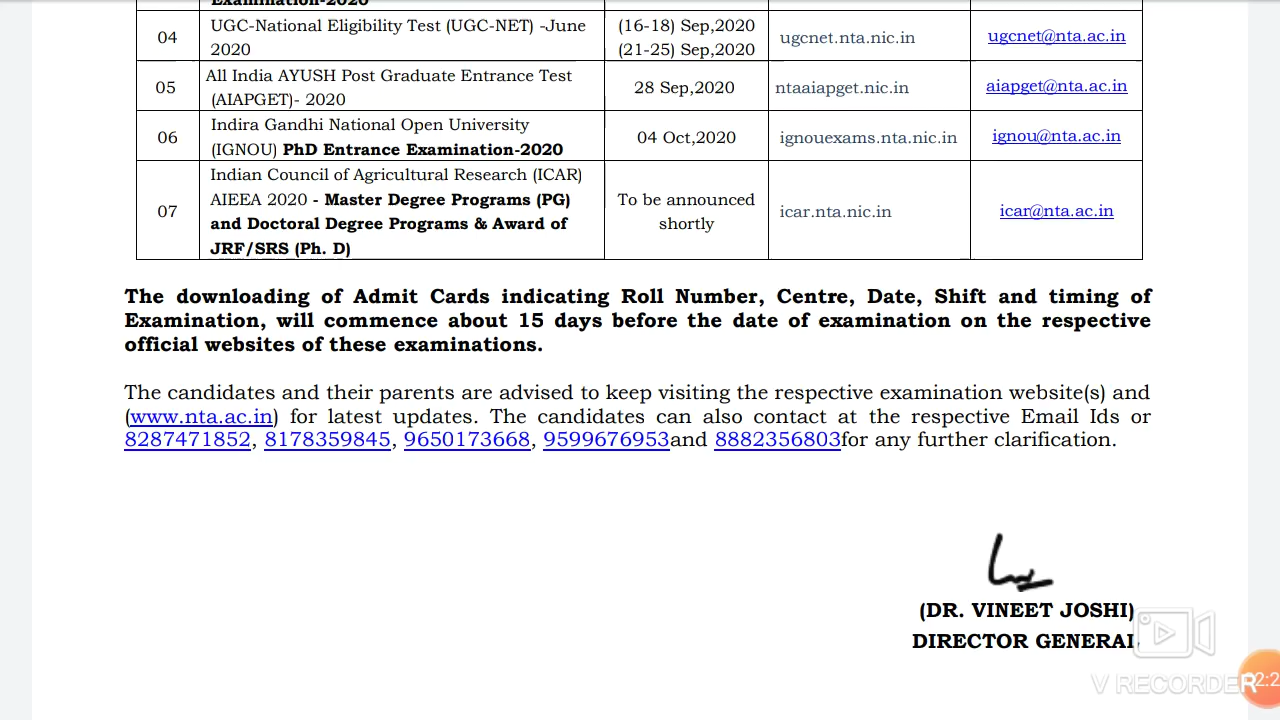 Examination-2020
04 UGC-National Eligibility Test (UGC-NET) -June 2020 (16-18) Sep,2020 (21-25) Sep,2020 ugcnet.nta.nic.in ugcnet@nta.ac.in
05 All India AYUSH Post Graduate Entrance Test (AIAPGET)- 2020 28 Sep,2020 ntaaiapget.nic.in aiapget@nta.ac.in
06 Indira Gandhi National Open University (IGNOU) PhD Entrance Examination-2020 04 Oct,2020 ignouexams.nta.nic.in ignou@nta.ac.in
07 Indian Council of Agricultural Research (ICAR) AIEEA 2020 - Master Degree Programs (PG) and Doctoral Degree Programs & Award of JRF/SRS (Ph. D) To be announced shortly icar.nta.nic.in icar@nta.ac.in
The downloading of Admit Cards indicating Roll Number, Centre, Date, Shift and timing of
Examination, will commence about 15 days before the date of examination on the respective
official websites of these examinations.
The candidates and their parents are advised to keep visiting the respective examination website(s) and
(www.nta.ac.in) for latest updates. The candidates can also contact at the respective Email Ids or
8287471852, 8178359845, 9650173668, 9599676953and 8882356803for any further clarification.
(DR. VINEET JOSHI)
DIRECTOR GENERAL
V RECORDER